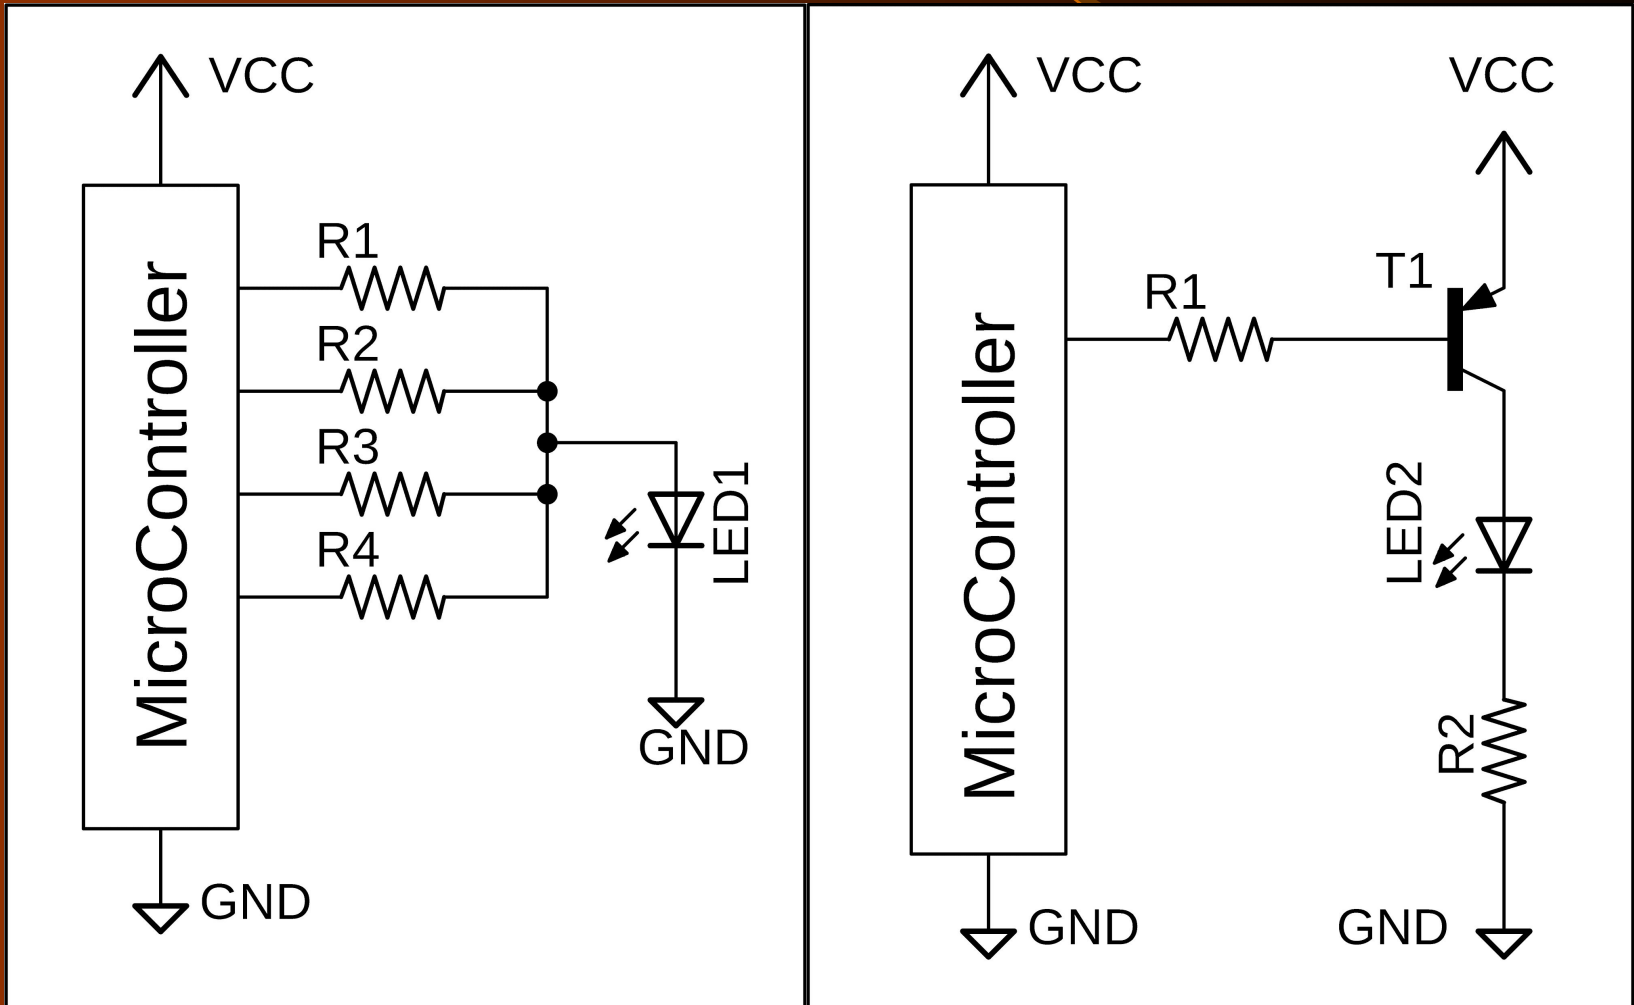 VCC
R1
R2
R3
R4
MicroController
LED1
GND
GND
VCC
VCC
R1
T1
MicroController
LED2
R2
GND
GND